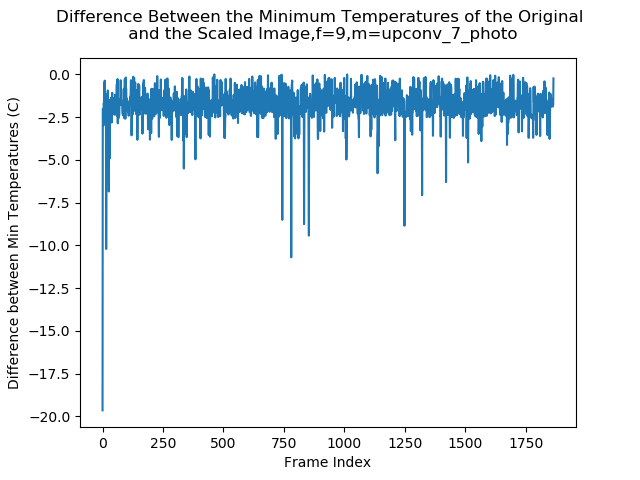 Difference Between the Minimum Temperatures of the Original
and the Scaled Image,f=9,m=upconv_7_photo
Difference between Min Temperatures (C)
0.0
−2.5
−5.0
−7.5
−10.0
−12.5
−15.0
−17.5
−20.0
0 250 500 750 1000 1250 1500 1750
Frame Index